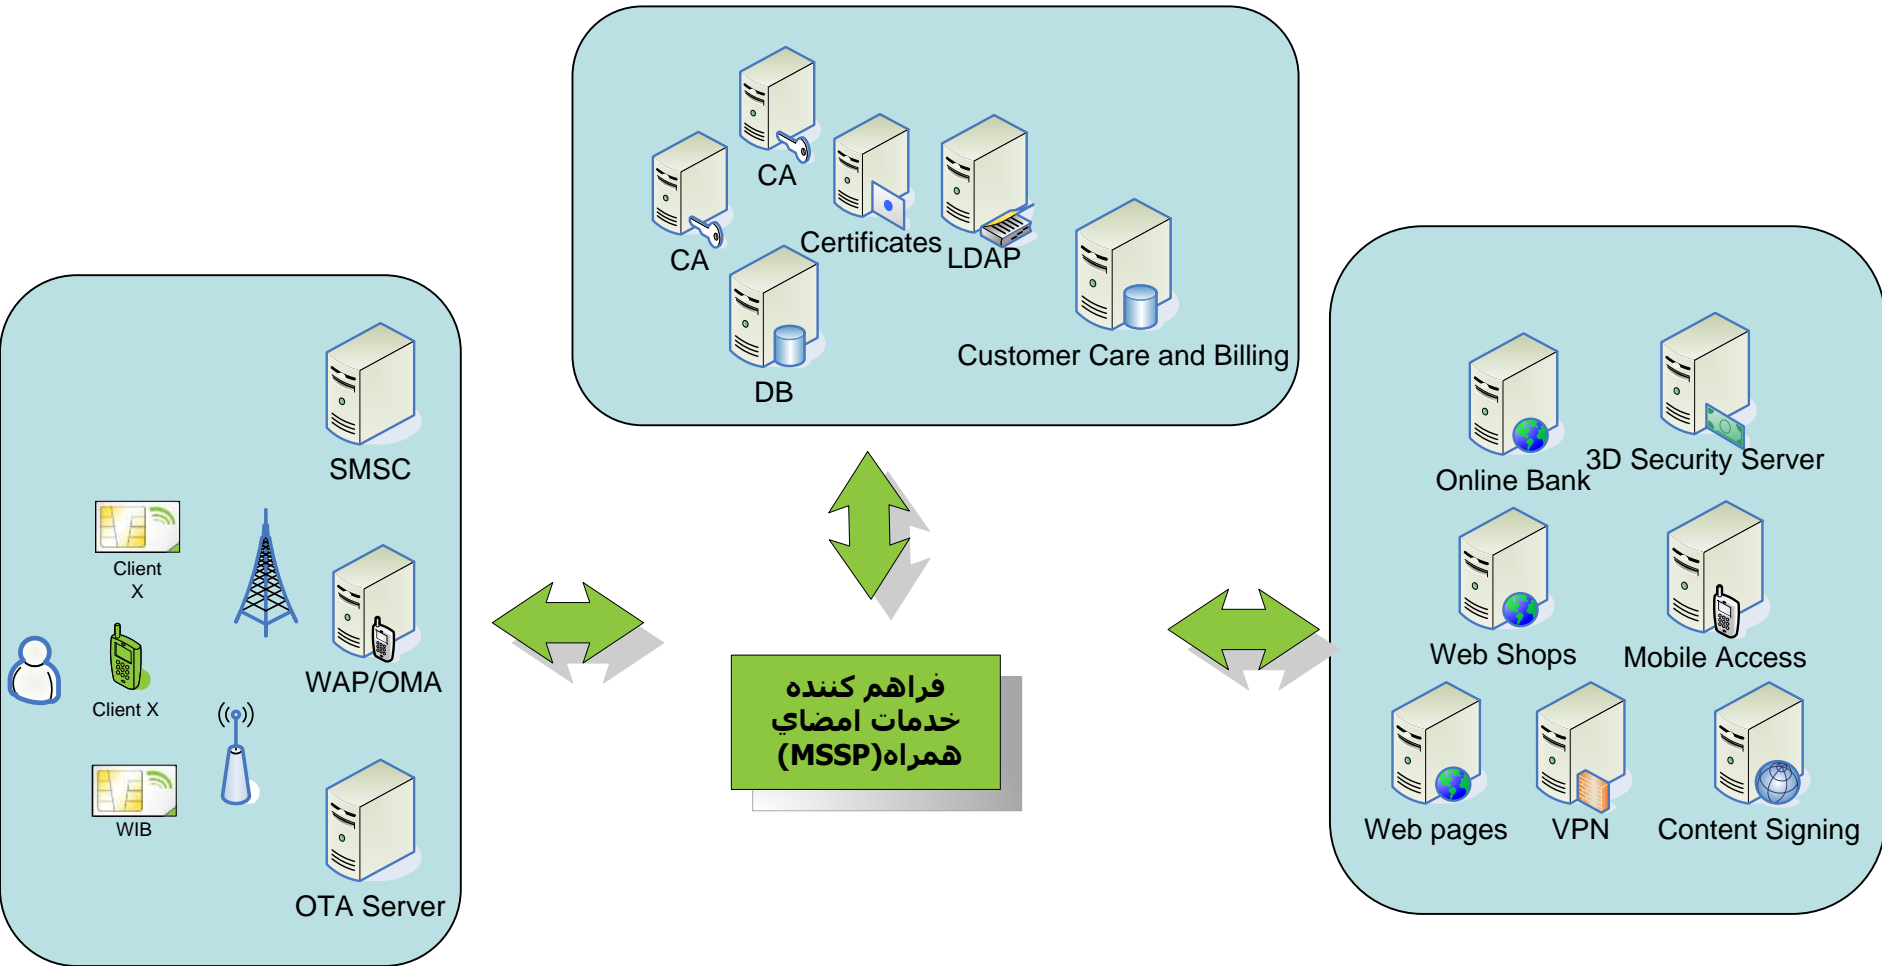 CA
CA
Certificates
LDAP
DB
Customer Care and Billing
SMSC
Client
X
WAP/OMA
Client X
WIB
OTA Server
فراهم کننده
خدمات امضاي
همراه(MSSP)
Online Bank
3D Security Server
Web Shops
Mobile Access
Web pages
VPN
Content Signing